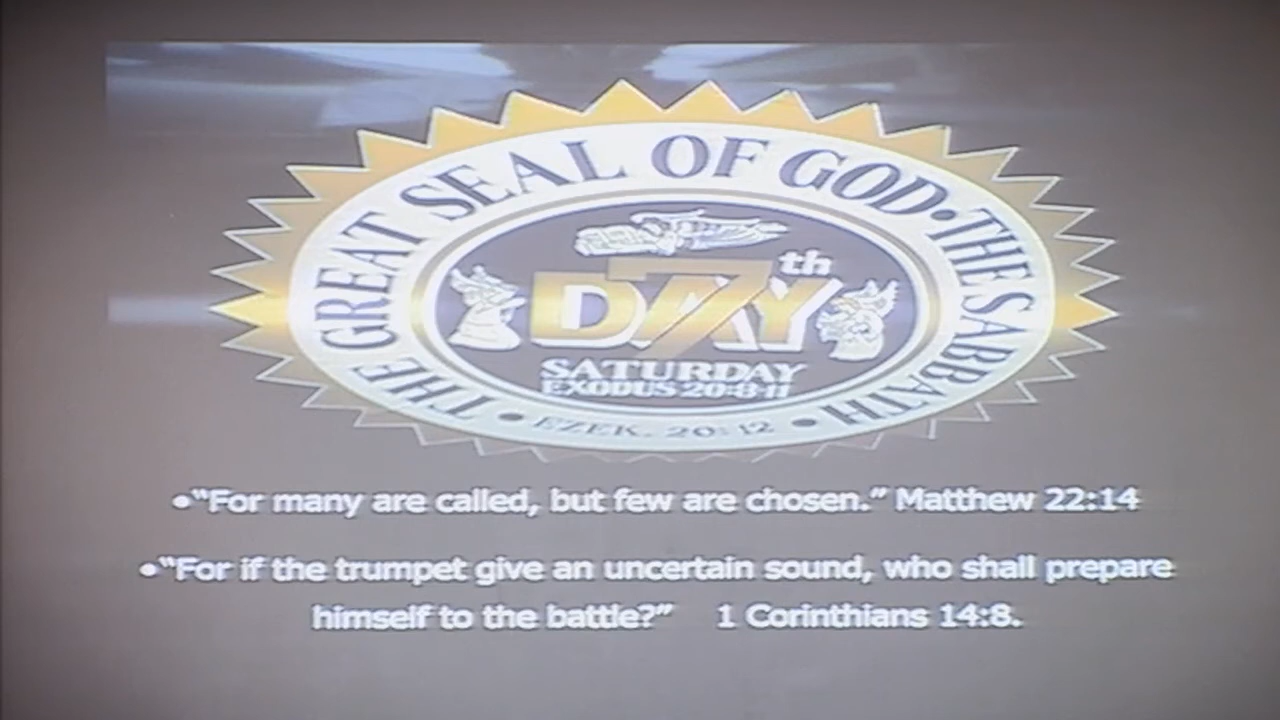 THE GREAT SEAL OF GOD • THE SABBATH
7th
DAY
SATURDAY
EXODUS 20:8-11
• EZEK. 20:12 •
•"For many are called, but few are chosen." Matthew 22:14
•"For if the trumpet give an uncertain sound, who shall prepare
himself to the battle?" 1 Corinthians 14:8.